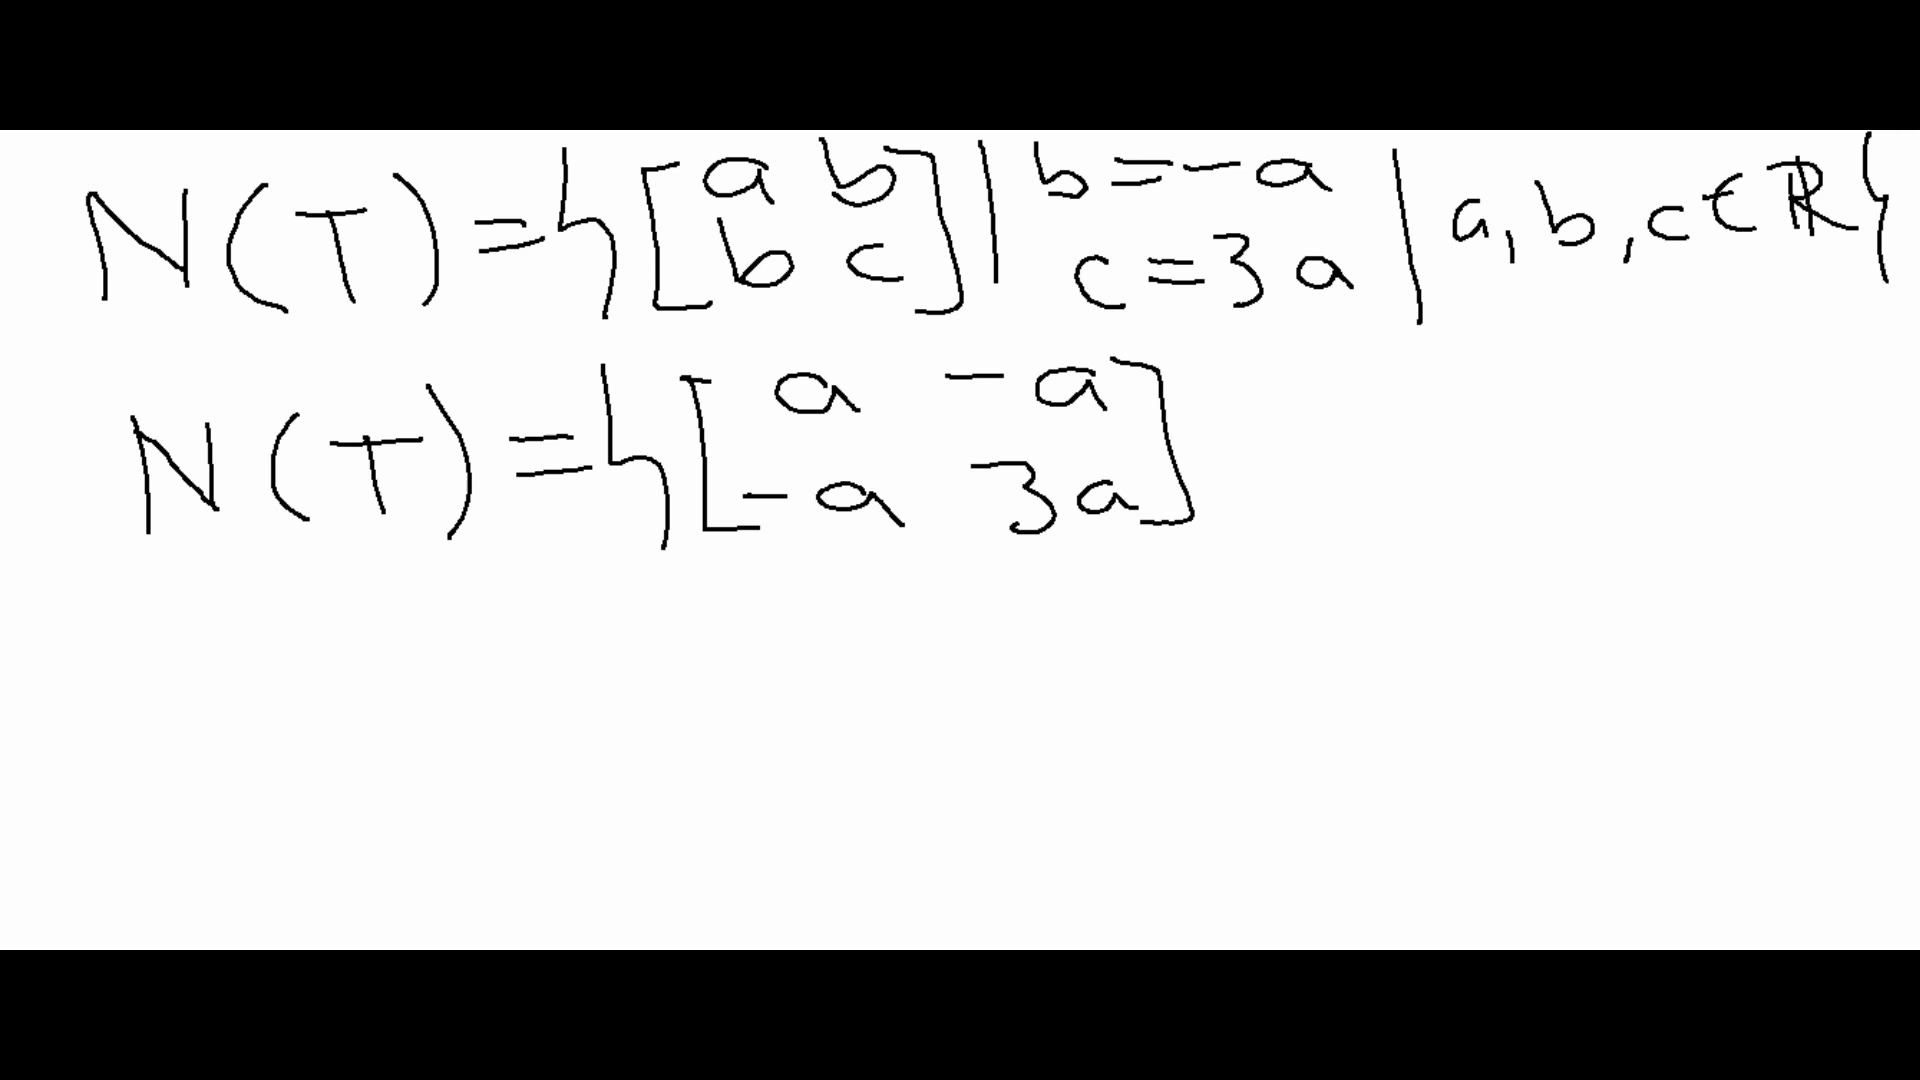 N(T) = { [a b b c] | b = -a c = 3a | a, b, c ∈ ℝ }
N(T) = { [a -a -a 3a]